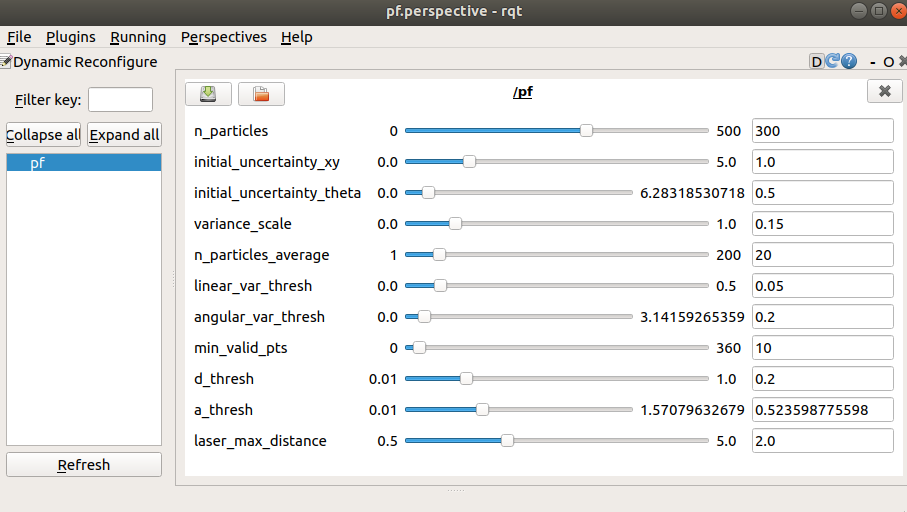 pf.perspective - rqt
File Plugins Running Perspectives Help
Dynamic Reconfigure
D ? - O
Filter key:
Collapse all Expand all
pf
Refresh
/pf
n_particles 0 500 300
initial_uncertainty_xy 0.0 5.0 1.0
initial_uncertainty_theta 0.0 6.28318530718 0.5
variance_scale 0.0 1.0 0.15
n_particles_average 1 200 20
linear_var_thresh 0.0 0.5 0.05
angular_var_thresh 0.0 3.14159265359 0.2
min_valid_pts 0 360 10
d_thresh 0.01 1.0 0.2
a_thresh 0.01 1.57079632679 0.523598775598
laser_max_distance 0.5 5.0 2.0